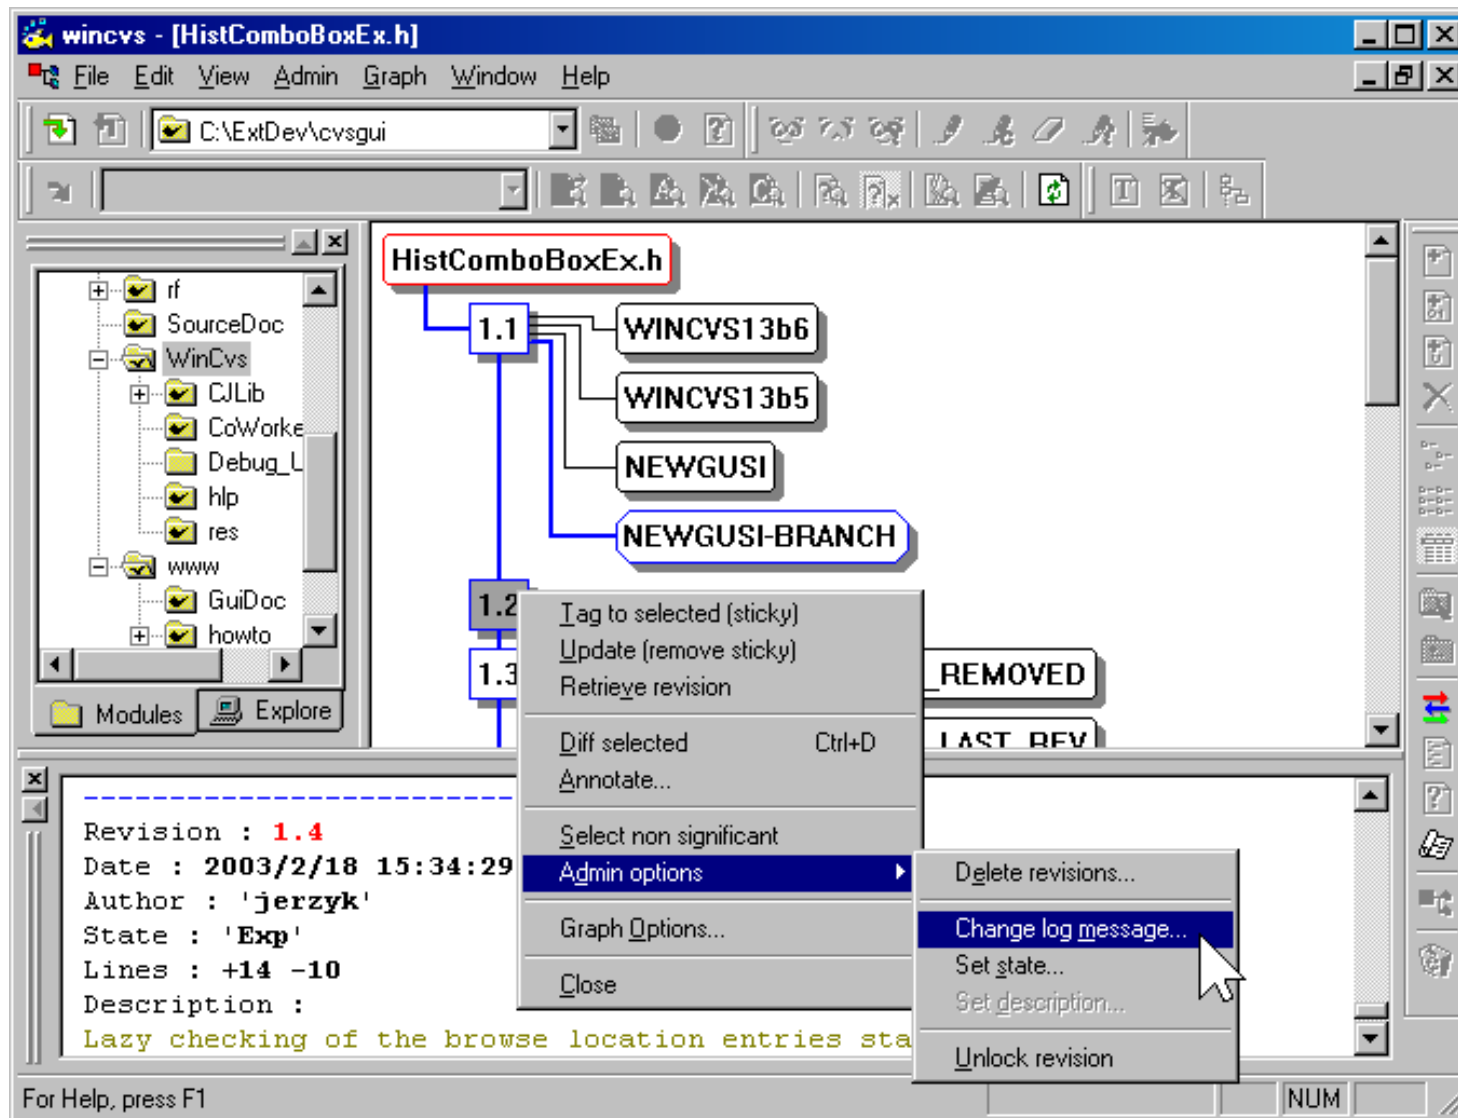 wincvs - [HistComboBoxEx.h]
File Edit View Admin Graph Window Help
C:\ExtDev\cvsgui
rf
SourceDoc
WinCvs
CJLib
CoWorke
Debug_L
hlp
res
www
GuiDoc
howto
Modules Explore
HistComboBoxEx.h
1.1
WINCVS13b6
WINCVS13b5
NEWGUSI
NEWGUSI-BRANCH
1.2
1.3
_REMOVED
LAST_REV
Tag to selected (sticky)
Update (remove sticky)
Retrieve revision
Diff selected Ctrl+D
Annotate...
Select non significant
Admin options
Graph Options...
Close
Delete revisions...
Change log message...
Set state...
Set description...
Unlock revision
Revision : 1.4
Date : 2003/2/18 15:34:29
Author : 'jerzyk'
State : 'Exp'
Lines : +14 -10
Description :
Lazy checking of the browse location entries sta
For Help, press F1
NUM